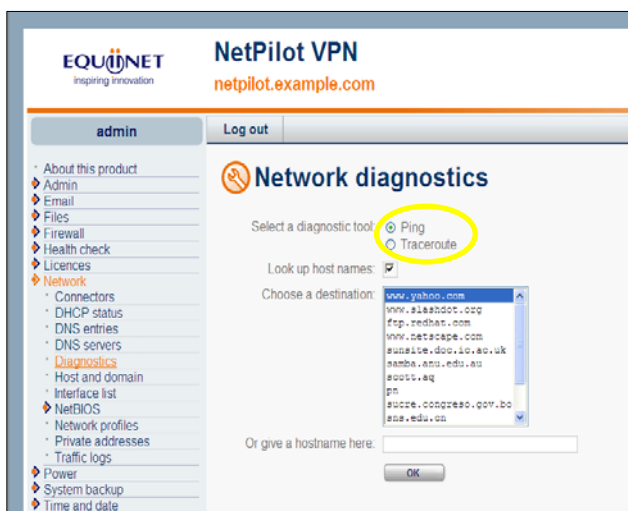 EQUiiNET
inspiring innovation
NetPilot VPN
netpilot.example.com
admin
Log out
About this product
Admin
Email
Files
Firewall
Health check
Licences
Network
Connectors
DHCP status
DNS entries
DNS servers
Diagnostics
Host and domain
Interface list
NetBIOS
Network profiles
Private addresses
Traffic logs
Power
System backup
Time and date
Network diagnostics
Select a diagnostic tool:
Ping
Traceroute
Look up host names:
Choose a destination:
www.yahoo.com
www.slashdot.org
ftp.redhat.com
www.netscape.com
sunsite.doc.ic.ac.uk
samba.anu.edu.au
scott.aq
pn
sucre.congreso.gov.bo
sns.edu.cn
Or give a hostname here:
OK